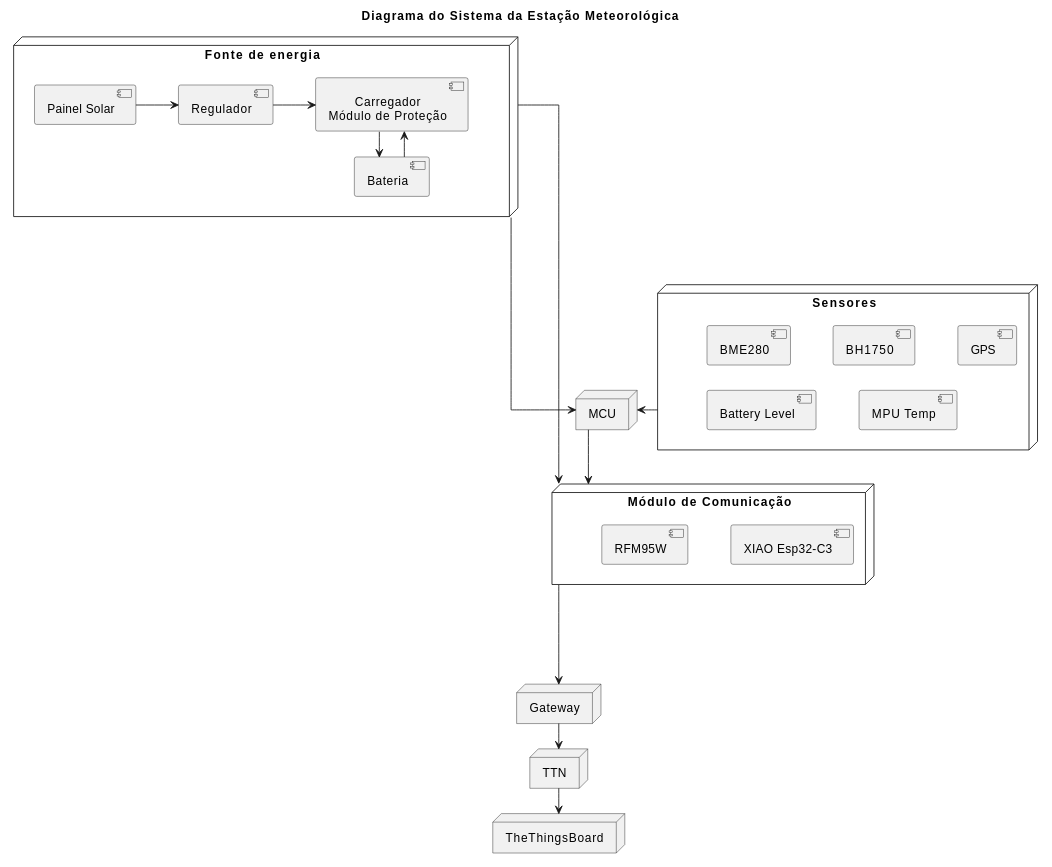 Diagrama do Sistema da Estação Meteorológica
Fonte de energia
Painel Solar
Regulador
Carregador
Módulo de Proteção
Bateria
Sensores
BME280
BH1750
GPS
Battery Level
MPU Temp
MCU
Módulo de Comunicação
RFM95W
XIAO Esp32-C3
Gateway
TTN
TheThingsBoard